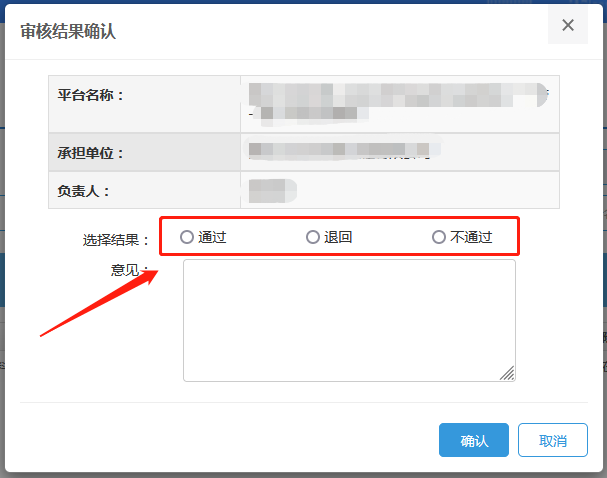 审核结果确认
平台名称：
承担单位：
负责人：
选择结果： 通过 退回 不通过
意见：
确认 取消